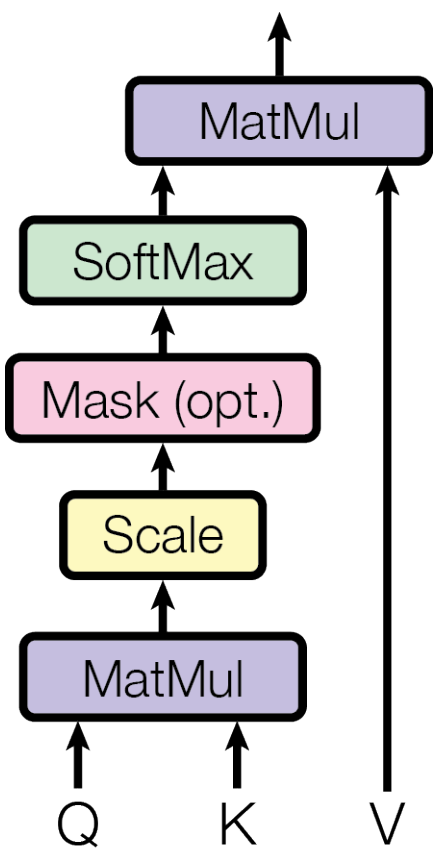 MatMul
SoftMax
Mask (opt.)
Scale
MatMul
Q K V